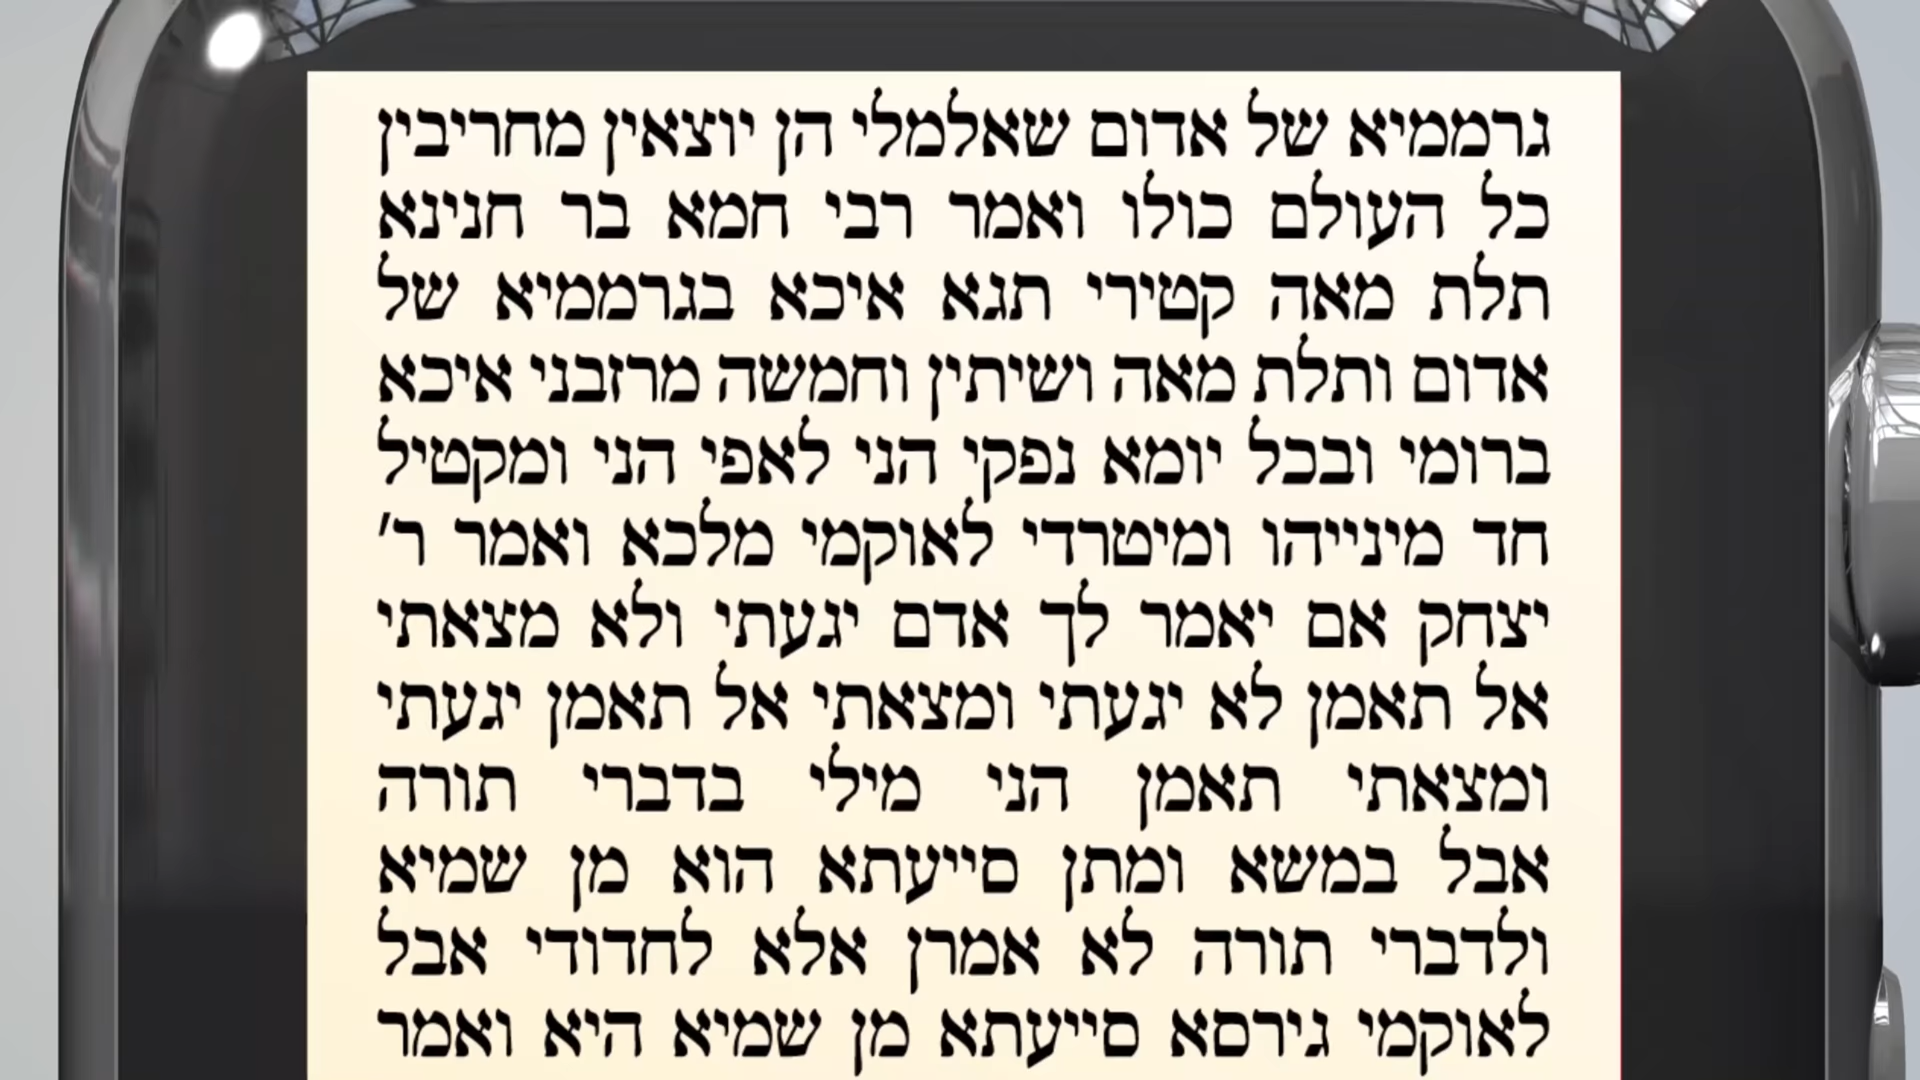 גרממיא של אדום שאלמלי הן יוצאין מחריבין
כל העולם כולו ואמר רבי חמא בר חנינא
תלת מאה קטירי תגא איכא בגרממיא של
אדום ותלת מאה ושיתין וחמשה מרזבני איכא
ברומי ובכל יומא נפקי הני לאפי הני ומקטיל
חד מינייהו ומיטרדי לאוקמי מלכא ואמר ר'
יצחק אם יאמר לך אדם יגעתי ולא מצאתי
אל תאמן לא יגעתי ומצאתי אל תאמן יגעתי
ומצאתי תאמן הני מילי בדברי תורה
אבל במשא ומתן סייעתא הוא מן שמיא
ולדברי תורה לא אמרן אלא לחדודי אבל
לאוקמי גירסא סייעתא מן שמיא היא ואמר